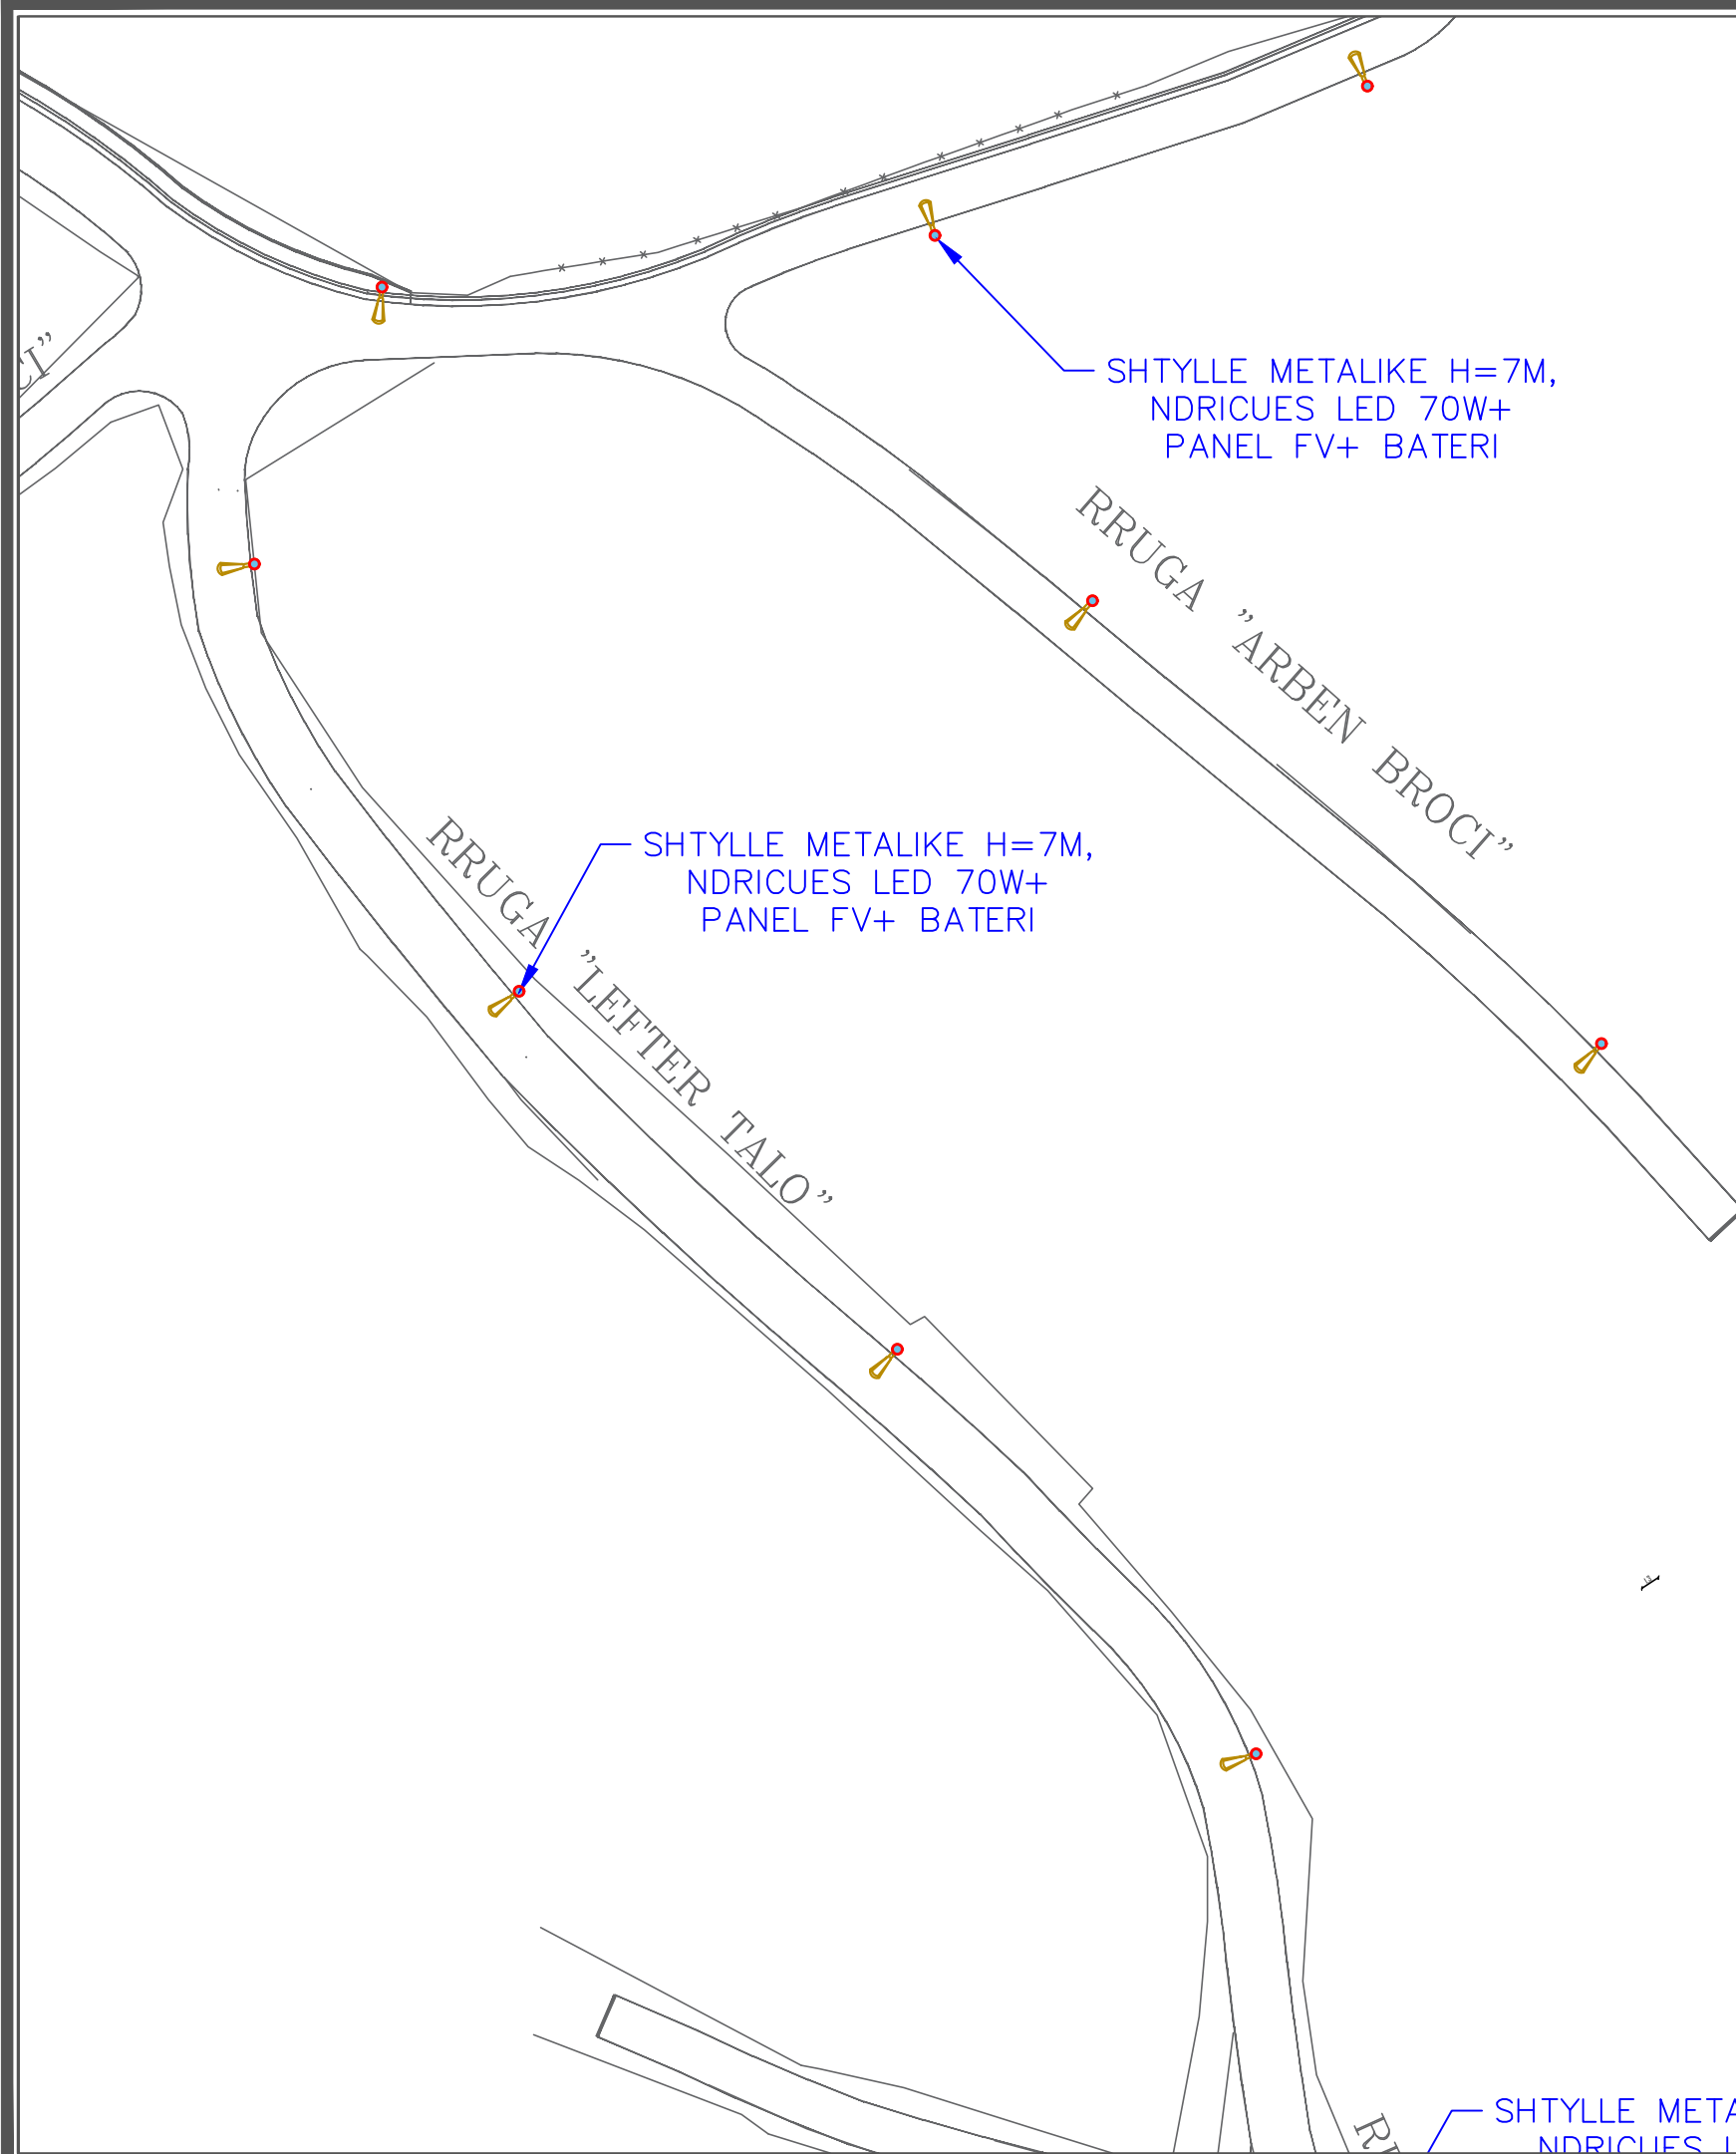 CI”
SHTYLLE METALIKE H=7M,
NDRICUES LED 70W+
PANEL FV+ BATERI
RRUGA ”ARBEN BROCI”
SHTYLLE METALIKE H=7M,
NDRICUES LED 70W+
PANEL FV+ BATERI
RRUGA ”LEFTER TALO”
SHTYLLE